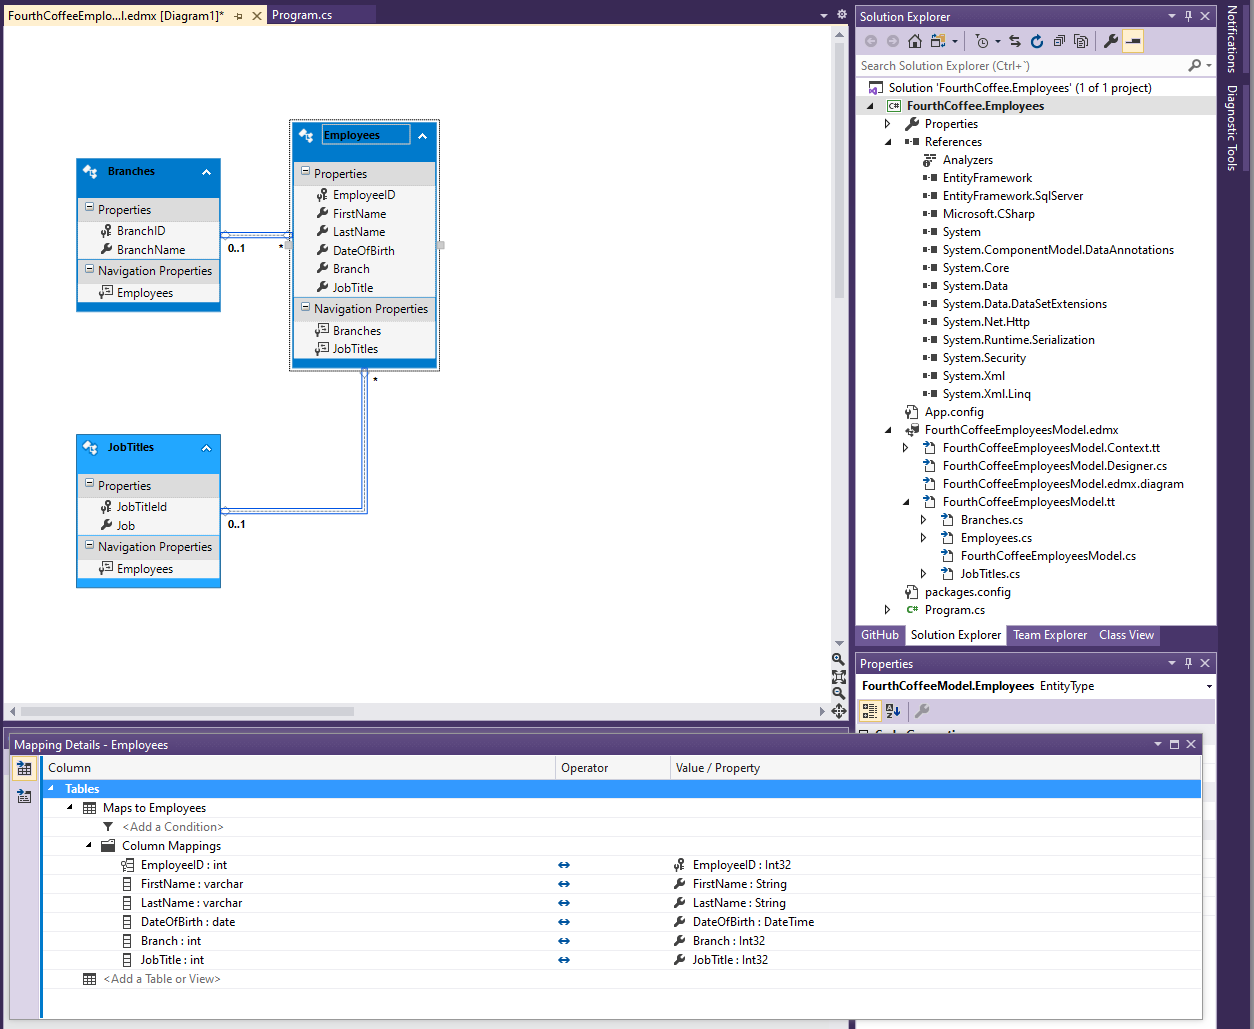 FourthCoffeeEmplo...l.edmx [Diagram1]*
Program.cs
Employees
Properties
EmployeeID
FirstName
LastName
DateOfBirth
Branch
JobTitle
Navigation Properties
Branches
JobTitles
Branches
Properties
BranchID
BranchName
Navigation Properties
Employees
0..1
*
*
JobTitles
Properties
JobTitleId
Job
Navigation Properties
Employees
0..1
Solution Explorer
Search Solution Explorer (Ctrl+¨)
Solution 'FourthCoffee.Employees' (1 of 1 project)
C# FourthCoffee.Employees
Properties
References
Analyzers
EntityFramework
EntityFramework.SqlServer
Microsoft.CSharp
System
System.ComponentModel.DataAnnotations
System.Core
System.Data
System.Data.DataSetExtensions
System.Net.Http
System.Runtime.Serialization
System.Security
System.Xml
System.Xml.Linq
App.config
FourthCoffeeEmployeesModel.edmx
FourthCoffeeEmployeesModel.Context.tt
FourthCoffeeEmployeesModel.Designer.cs
FourthCoffeeEmployeesModel.edmx.diagram
FourthCoffeeEmployeesModel.tt
Branches.cs
Employees.cs
FourthCoffeeEmployeesModel.cs
JobTitles.cs
packages.config
C# Program.cs
GitHub
Solution Explorer
Team Explorer
Class View
Properties
FourthCoffeeModel.Employees EntityType
Notifications
Diagnostic Tools
Mapping Details - Employees
Column
Operator
Value / Property
Tables
Maps to Employees
<Add a Condition>
Column Mappings
EmployeeID : int
EmployeeID : Int32
FirstName : varchar
FirstName : String
LastName : varchar
LastName : String
DateOfBirth : date
DateOfBirth : DateTime
Branch : int
Branch : Int32
JobTitle : int
JobTitle : Int32
<Add a Table or View>